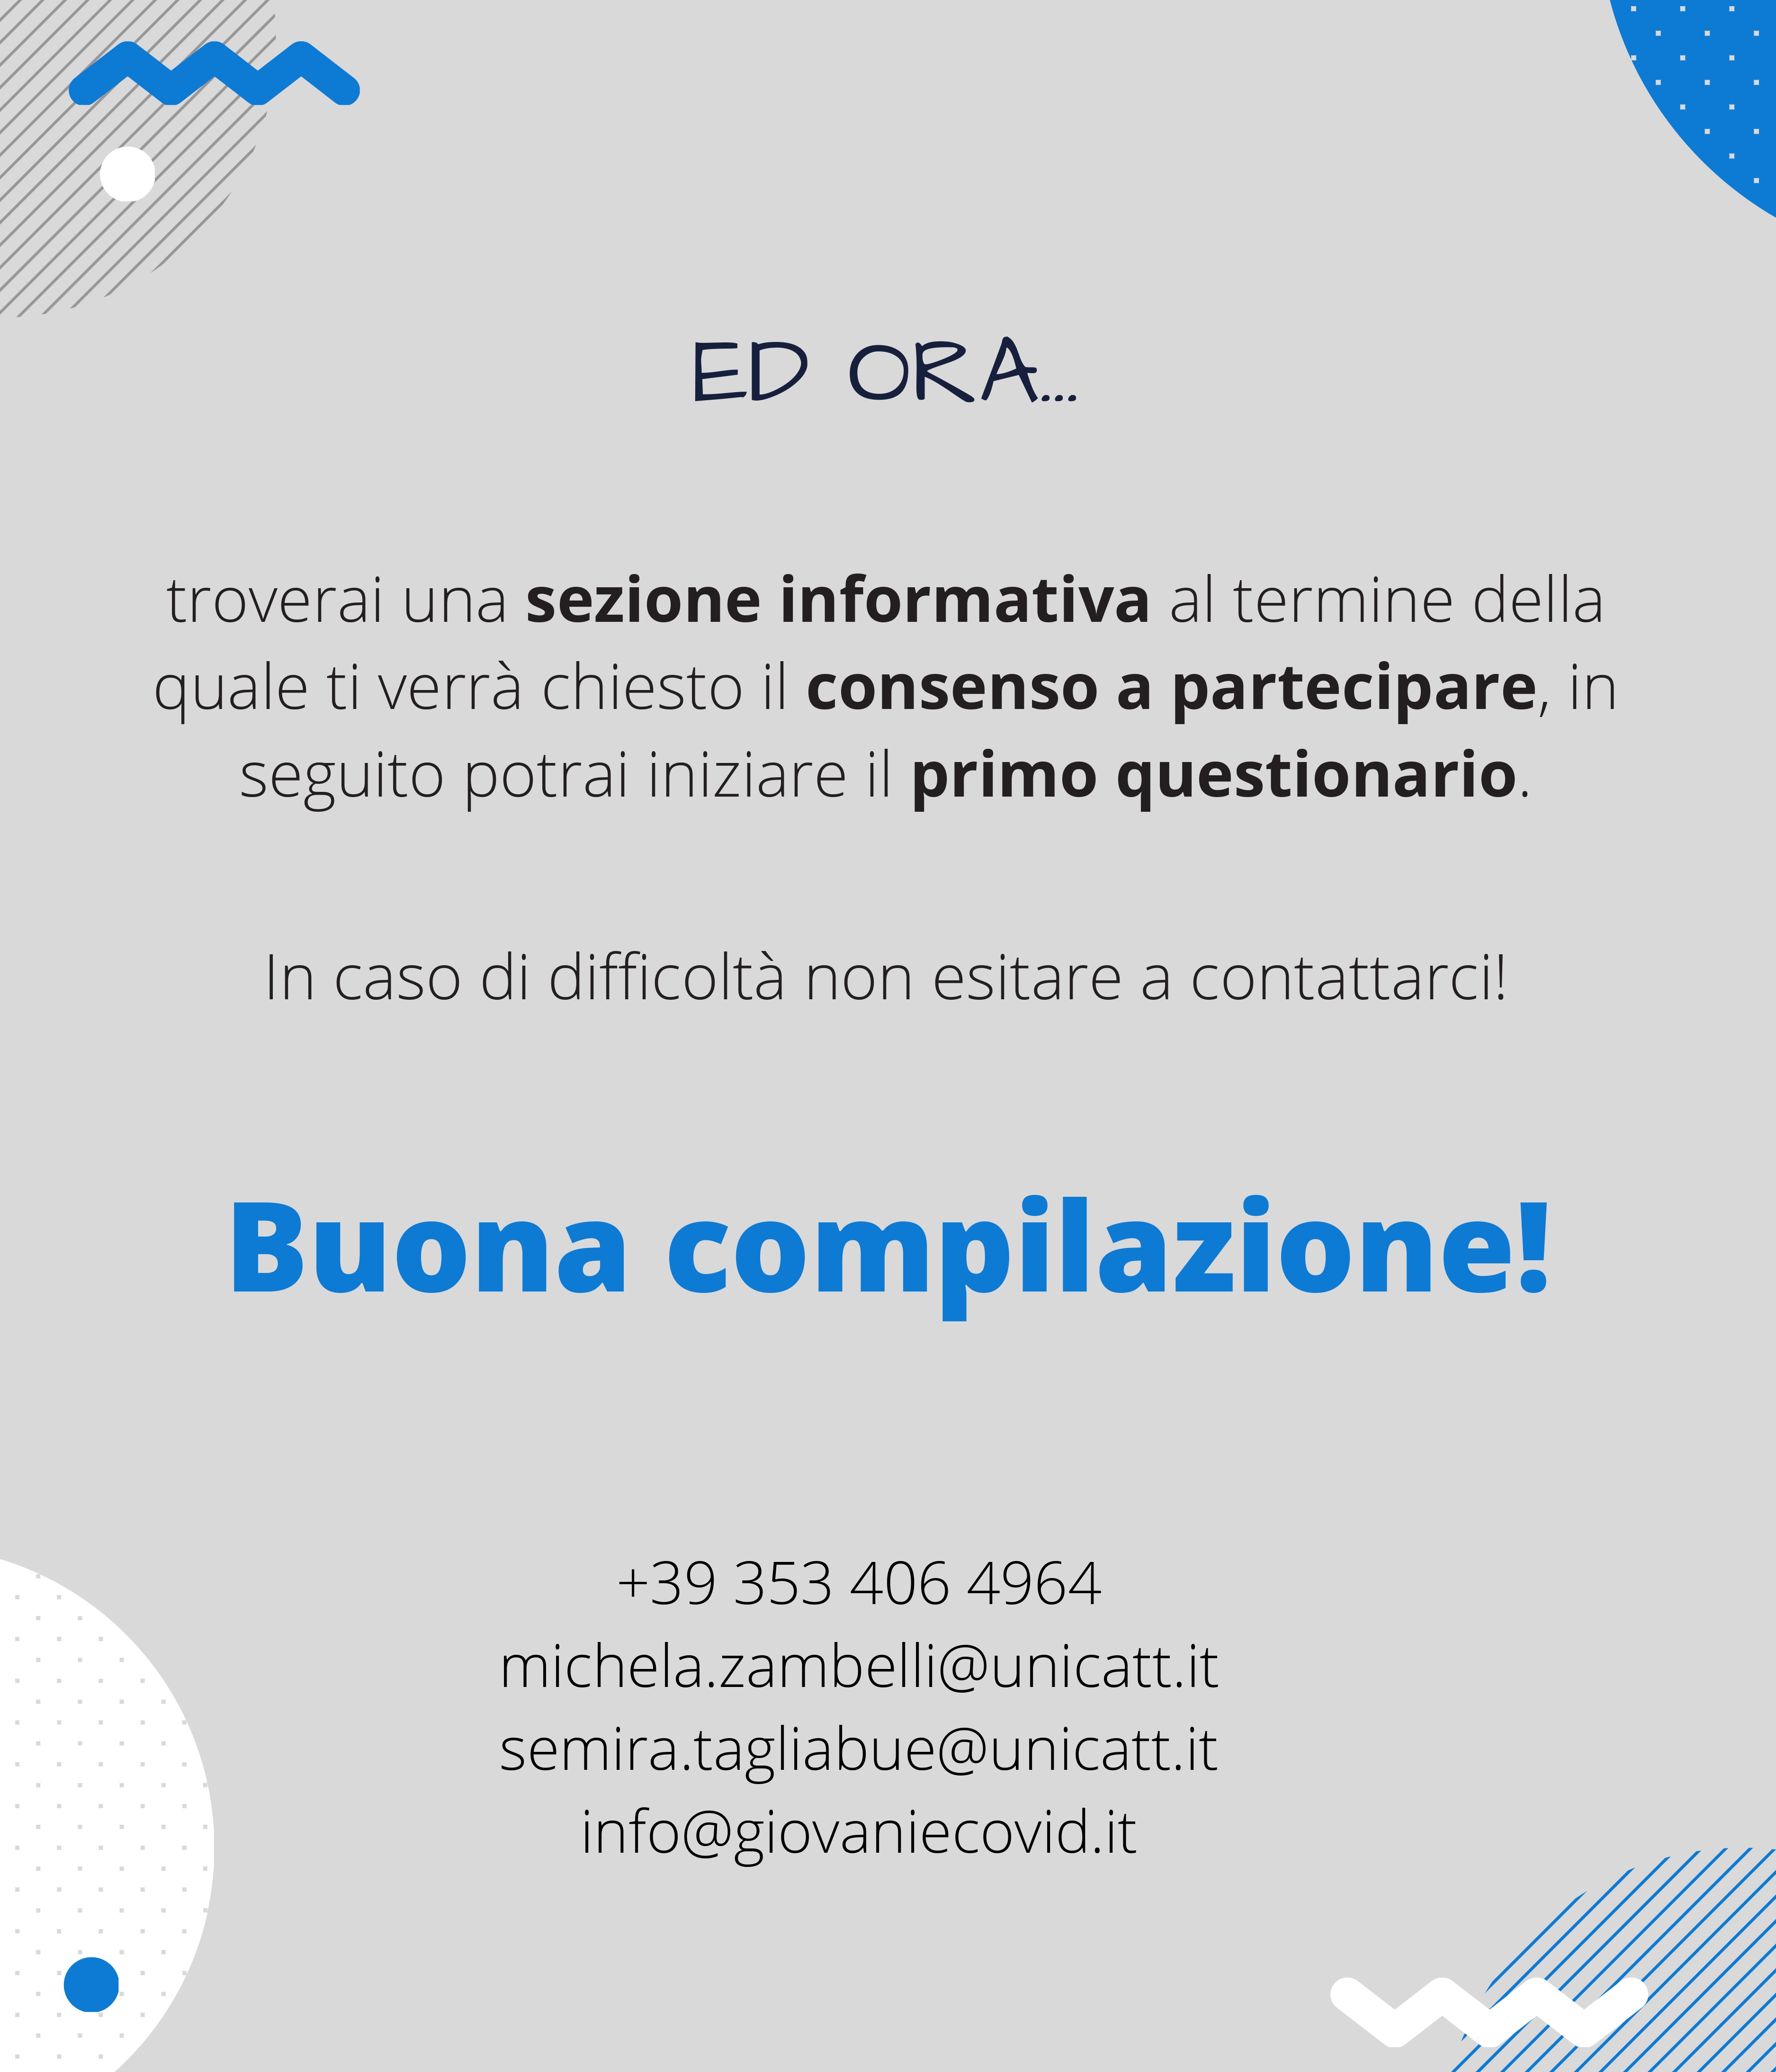 ED ORA...
troverai una sezione informativa al termine della
quale ti verrà chiesto il consenso a partecipare, in
seguito potrai iniziare il primo questionario.
In caso di difficoltà non esitare a contattarci!
Buona compilazione!
+39 353 406 4964
michela.zambelli@unicatt.it
semira.tagliabue@unicatt.it
info@giovaniecovid.it